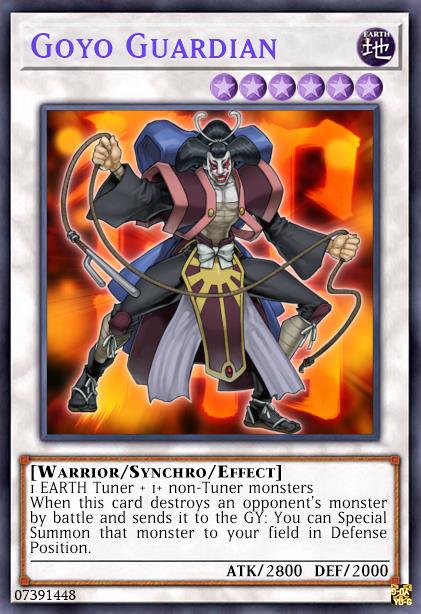 Goyo Guardian
EARTH
地
[Warrior/Synchro/Effect]
1 EARTH Tuner + 1+ non-Tuner monsters
When this card destroys an opponent's monster
by battle and sends it to the GY: You can Special
Summon that monster to your field in Defense
Position.
ATK/2800 DEF/2000
07391448